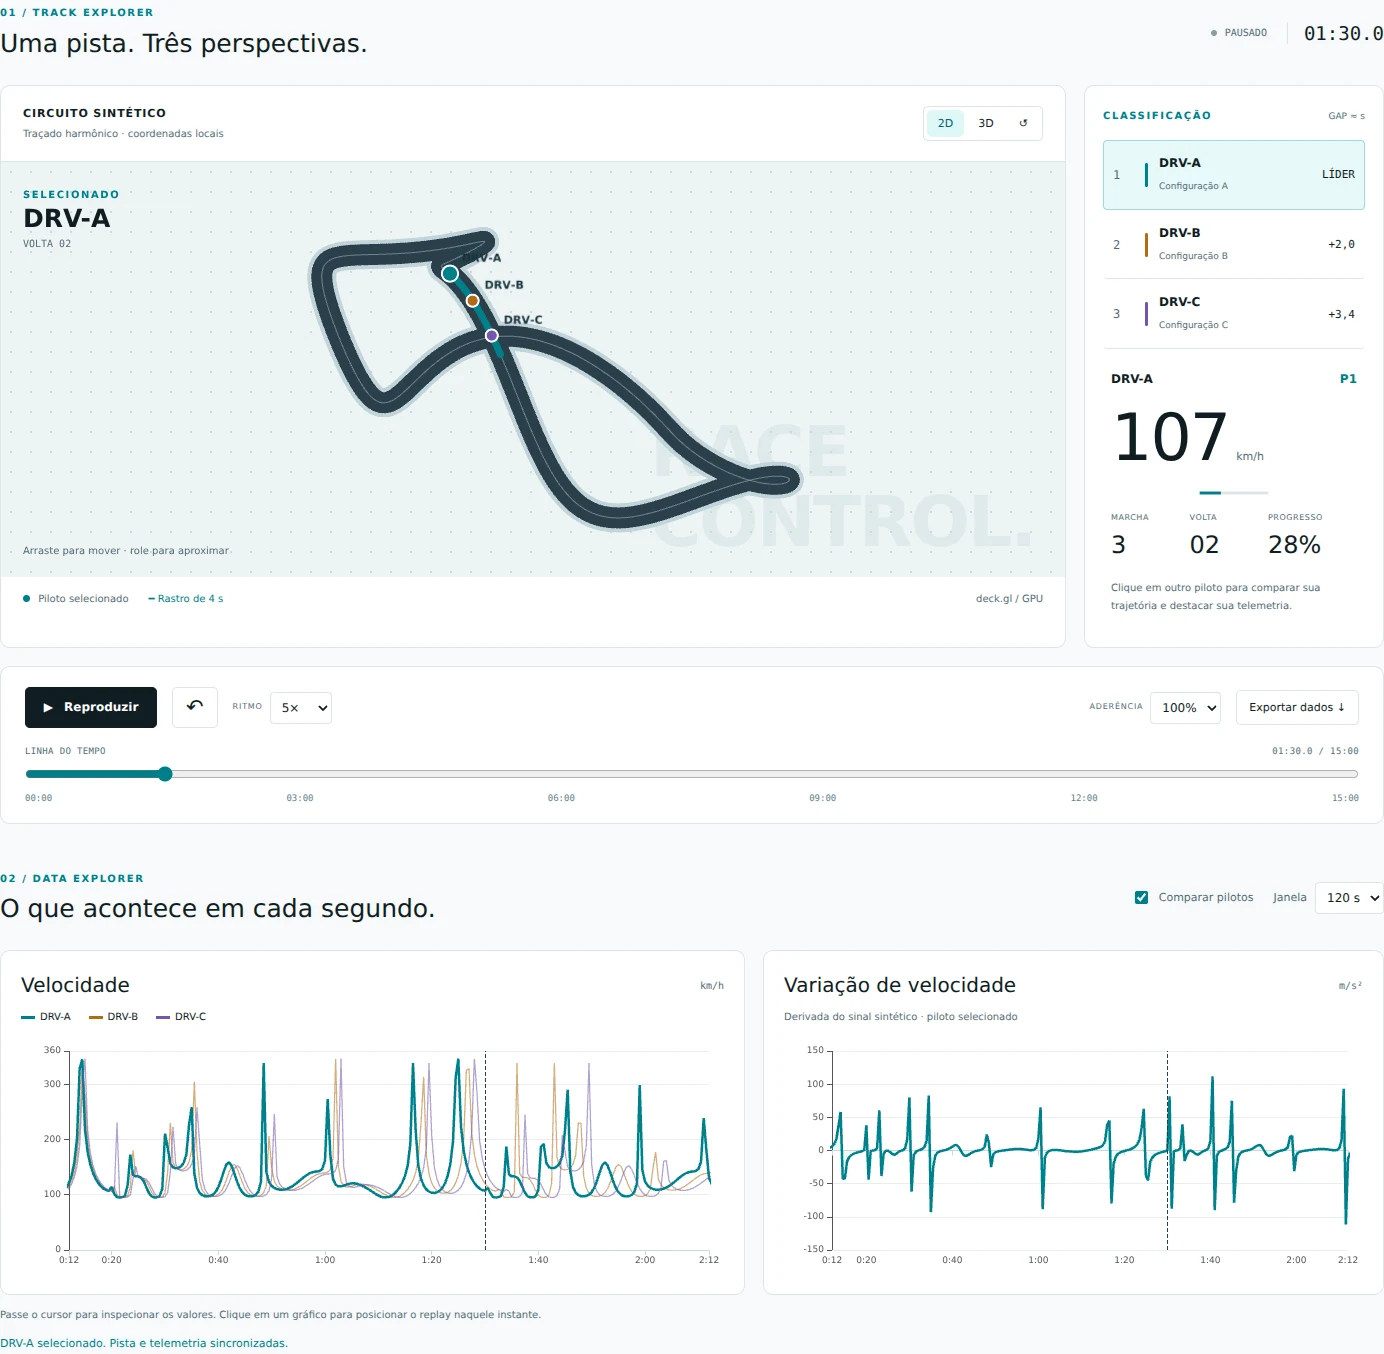 01 / TRACK EXPLORER
Uma pista. Três perspectivas.
PAUSADO
01:30.0
CIRCUITO SINTÉTICO
Traçado harmônico · coordenadas locais
2D
3D
↺
SELECIONADO
DRV-A
VOLTA 02
DRV-A
DRV-B
DRV-C
RACE
CONTROL.
Arraste para mover · role para aproximar
Piloto selecionado
Rastro de 4 s
deck.gl / GPU
CLASSIFICAÇÃO
GAP ≈ s
1
DRV-A
Configuração A
LÍDER
2
DRV-B
Configuração B
+2,0
3
DRV-C
Configuração C
+3,4
DRV-A
P1
107 km/h
MARCHA
VOLTA
PROGRESSO
3
02
28%
Clique em outro piloto para comparar sua
trajetória e destacar sua telemetria.
▶ Reproduzir
↶
RITMO
5×
ADERÊNCIA
100%
Exportar dados ↓
LINHA DO TEMPO
01:30.0 / 15:00
00:00
03:00
06:00
09:00
12:00
15:00
02 / DATA EXPLORER
O que acontece em cada segundo.
Comparar pilotos
Janela
120 s
Velocidade
km/h
DRV-A
DRV-B
DRV-C
360
300
200
100
0
0:12
0:20
0:40
1:00
1:20
1:40
2:00
2:12
Variação de velocidade
m/s²
Derivada do sinal sintético · piloto selecionado
150
100
50
0
-50
-100
-150
0:12
0:20
0:40
1:00
1:20
1:40
2:00
2:12
Passe o cursor para inspecionar os valores. Clique em um gráfico para posicionar o replay naquele instante.
DRV-A selecionado. Pista e telemetria sincronizadas.